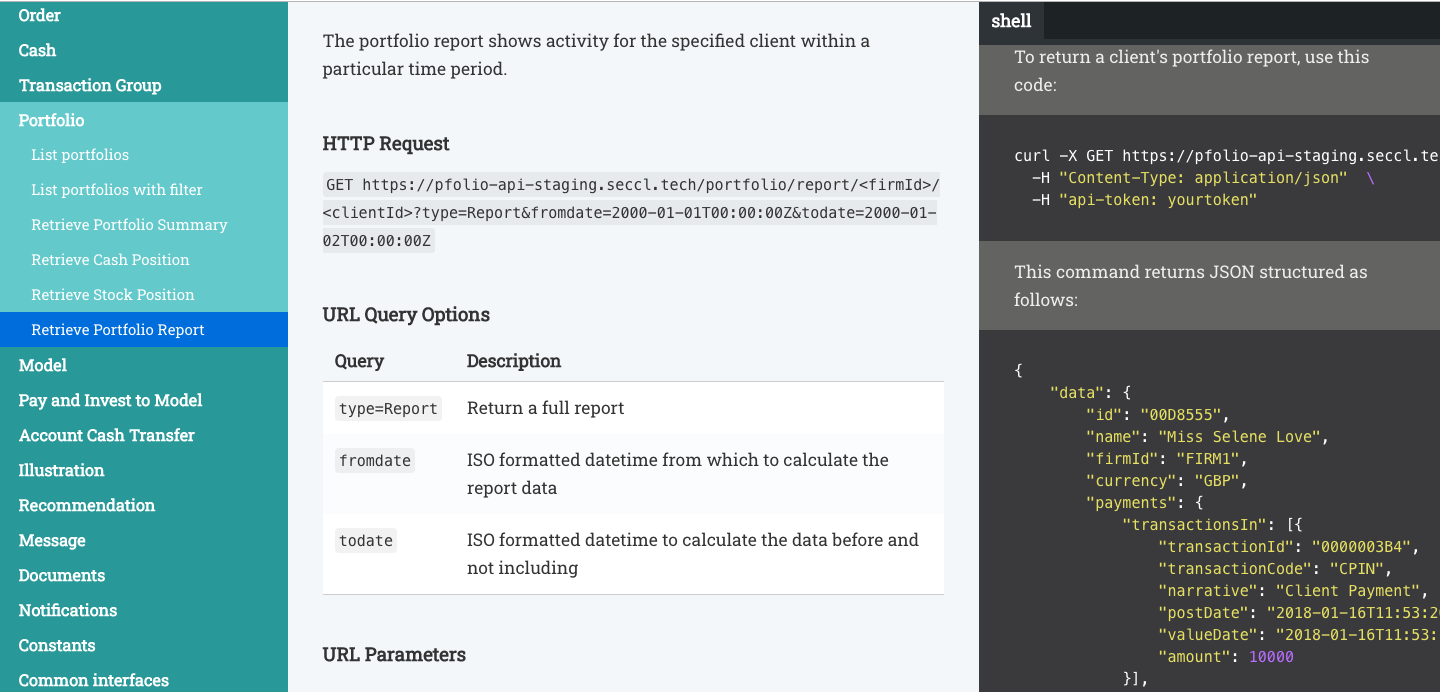 Order
Cash
Transaction Group
Portfolio
List portfolios
List portfolios with filter
Retrieve Portfolio Summary
Retrieve Cash Position
Retrieve Stock Position
Retrieve Portfolio Report
Model
Pay and Invest to Model
Account Cash Transfer
Illustration
Recommendation
Message
Documents
Notifications
Constants
Common interfaces
The portfolio report shows activity for the specified client within a
particular time period.
HTTP Request
GET https://pfolio-api-staging.seccl.tech/portfolio/report/<firmId>/
<clientId>?type=Report&fromdate=2000-01-01T00:00:00Z&todate=2000-01-
02T00:00:00Z
URL Query Options
Query Description
type=Report Return a full report
fromdate ISO formatted datetime from which to calculate the
report data
todate ISO formatted datetime to calculate the data before and
not including
URL Parameters
shell
To return a client's portfolio report, use this
code:
curl -X GET https://pfolio-api-staging.seccl.te
-H "Content-Type: application/json" \
-H "api-token: yourtoken"
This command returns JSON structured as
follows:
{
"data": {
"id": "00D8555",
"name": "Miss Selene Love",
"firmId": "FIRM1",
"currency": "GBP",
"payments": {
"transactionsIn": [{
"transactionId": "0000003B4",
"transactionCode": "CPIN",
"narrative": "Client Payment",
"postDate": "2018-01-16T11:53:2
"valueDate": "2018-01-16T11:53:
"amount": 10000
}],